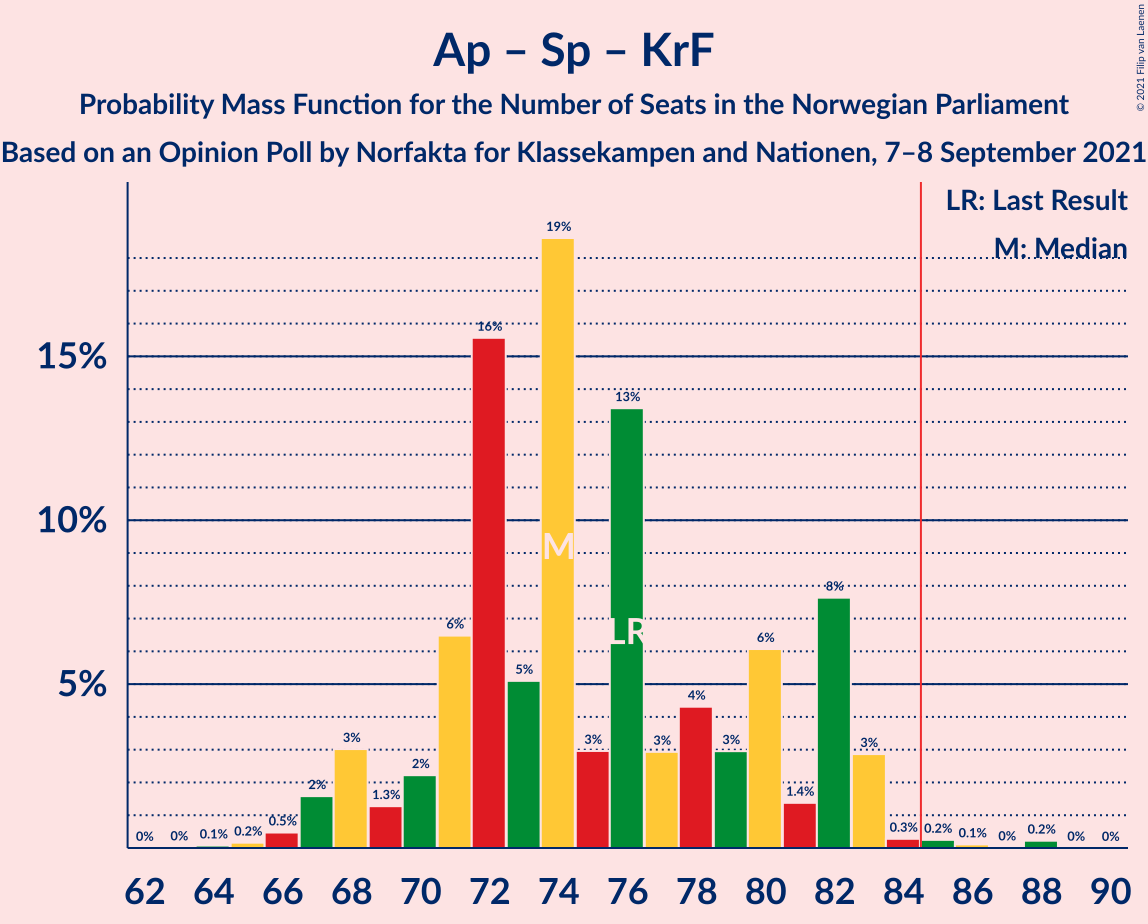 Ap – Sp – KrF
Probability Mass Function for the Number of Seats in the Norwegian Parliament
Based on an Opinion Poll by Norfakta for Klassekampen and Nationen, 7–8 September 2021
© 2021 Filip van Laenen
LR: Last Result
M: Median
15%
10%
5%
0% 0% 0.1% 0.2% 0.5% 2% 3% 1.3% 2% 6% 16% 5% 19% 3% 13% 3% 4% 3% 6% 1.4% 8% 3% 0.3% 0.2% 0.1% 0% 0.2% 0% 0%
M
LR
62 64 66 68 70 72 74 76 78 80 82 84 86 88 90